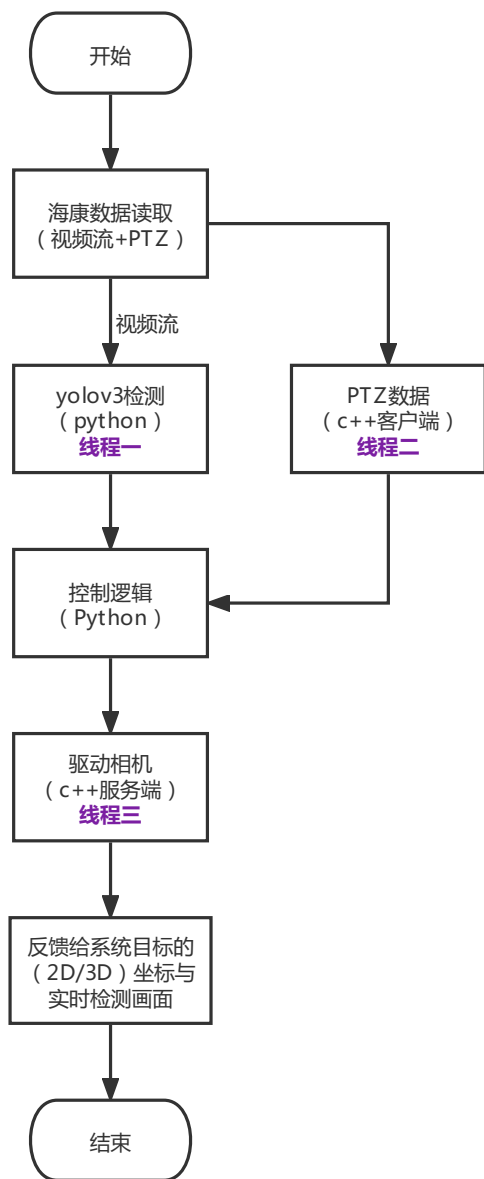 开始
海康数据读取
（视频流+PTZ）
视频流
yolov3检测
（python）
线程一
PTZ数据
（c++客户端）
线程二
控制逻辑
（Python）
驱动相机
（c++服务端）
线程三
反馈给系统目标的
（2D/3D）坐标与
实时检测画面
结束